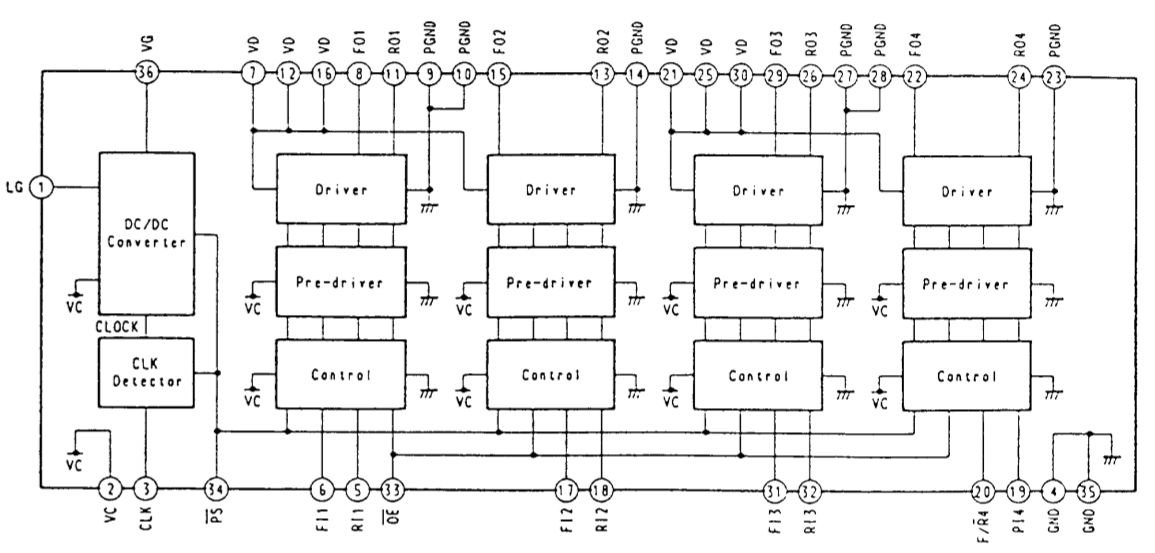 VG
VD
VD
VD
FO1
RO1
PGND
PGND
FO2
RO2
PGND
VD
VD
VD
FO3
RO3
PGND
PGND
FO4
RO4
PGND
36
7
12
16
8
11
9
10
15
13
14
21
25
30
29
26
27
28
22
24
23
LG
1
DC/DC
Converter
Driver
Driver
Driver
Driver
VC
Pre-driver
Pre-driver
Pre-driver
Pre-driver
VC
VC
VC
VC
CLOCK
CLK
Detector
Control
Control
Control
Control
VC
VC
VC
VC
VC
2
3
34
6
5
33
17
18
31
32
20
19
4
35
VC
CLK
P̅S̅
FI1
RI1
O̅E̅
FI2
RI2
FI3
RI3
F/R̅4
PI4
GND
GND